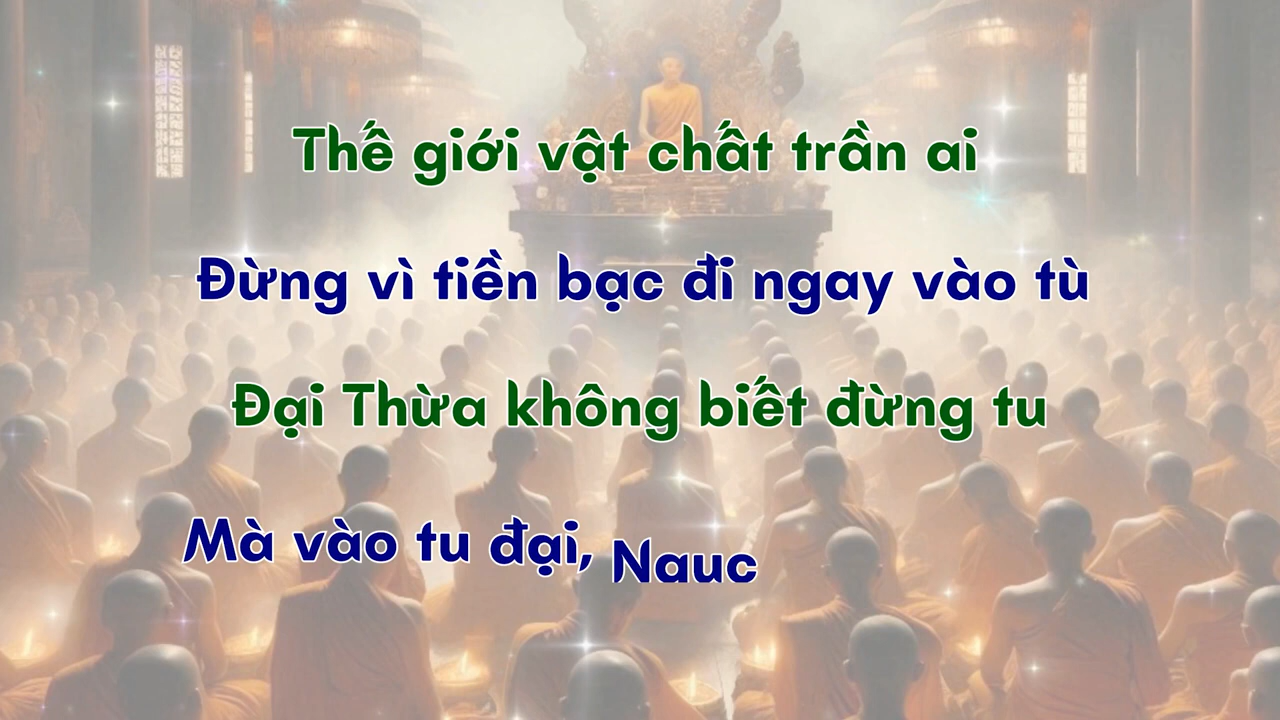 Thế giới vật chất trần ai
Đừng vì tiền bạc đi ngay vào tù
Đại Thừa không biết đừng tu
Mà vào tu đại, Nauc